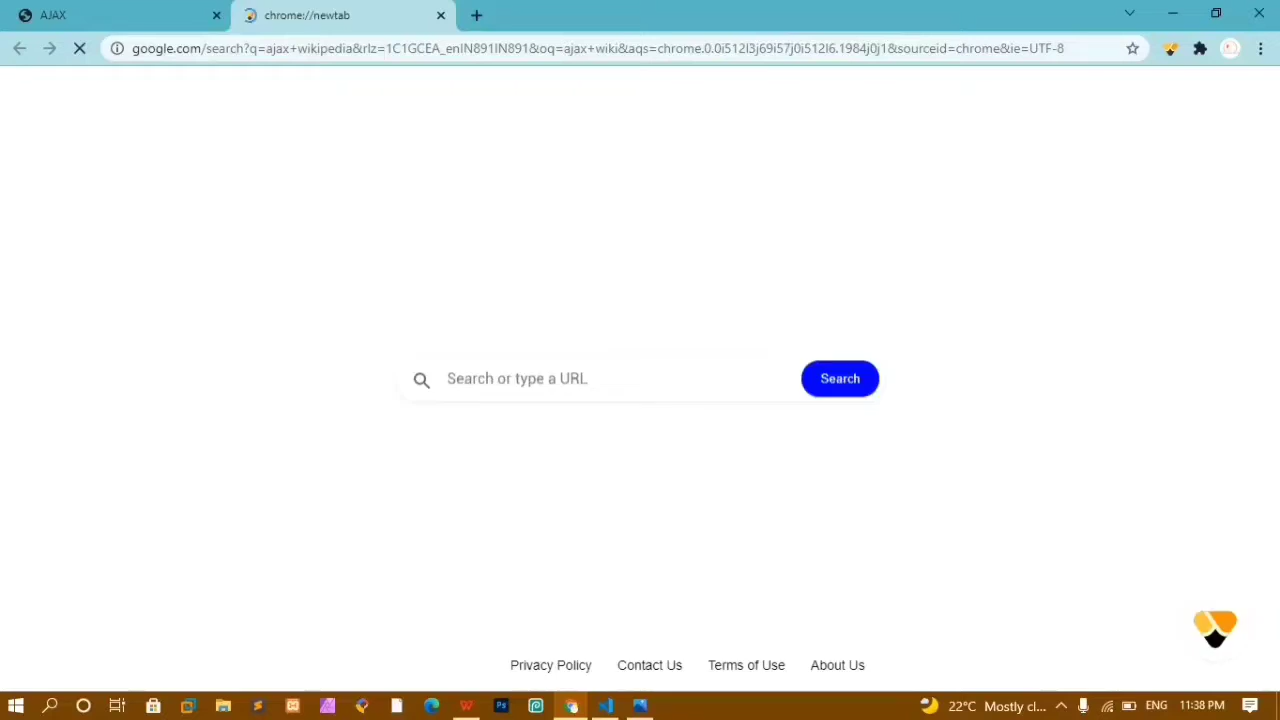 AJAX
chrome://newtab
google.com/search?q=ajax+wikipedia&rlz=1C1GCEA_enIN891IN891&oq=ajax+wiki&aqs=chrome.0.0i512l3j69i57j0i512l6.1984j0j1&sourceid=chrome&ie=UTF-8
Search or type a URL
Search
Privacy Policy
Contact Us
Terms of Use
About Us
22°C Mostly cl...
ENG
11:38 PM